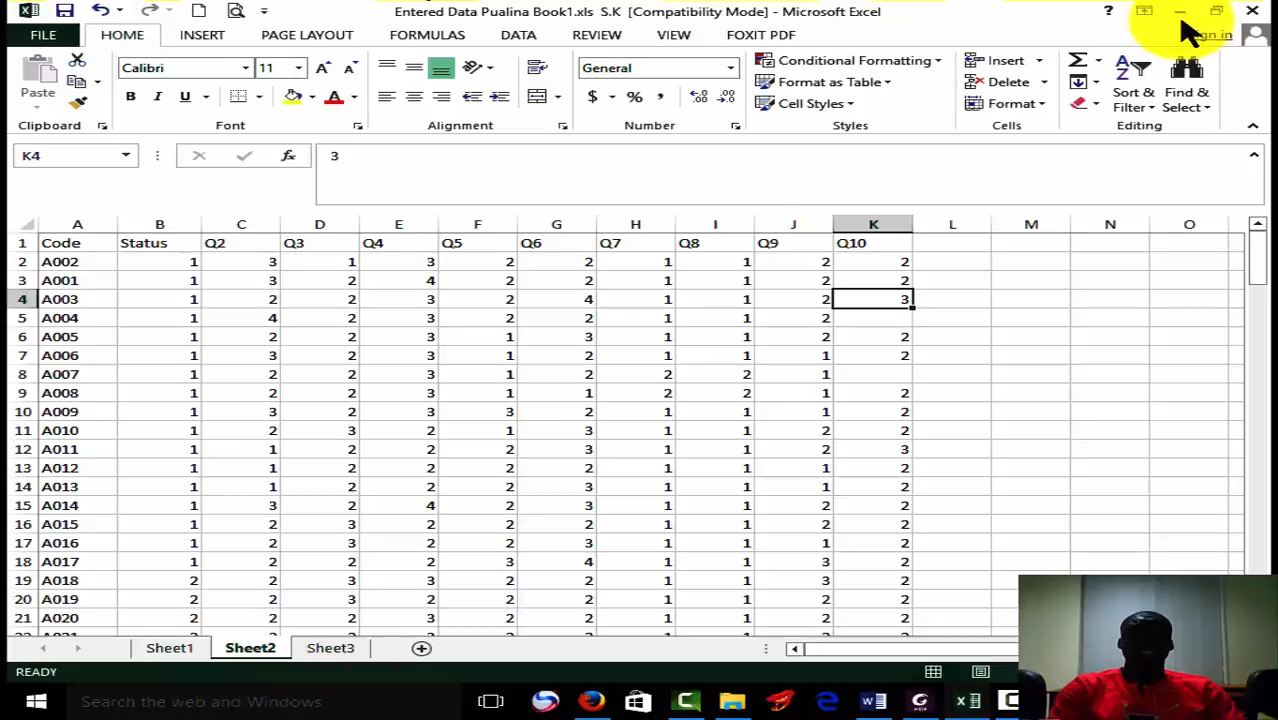 Entered Data Pualina Book1.xls S.K [Compatibility Mode] - Microsoft Excel
?
FILE HOME INSERT PAGE LAYOUT FORMULAS DATA REVIEW VIEW FOXIT PDF in
Paste
Calibri 11
B I U A
General
$ % ,
Conditional Formatting
Format as Table
Cell Styles
Insert
Delete
Format
Sort & Filter
Find & Select
Clipboard Font Alignment Number Styles Cells Editing
K4 fx 3
A B C D E F G H I J K L M N O
1 Code Status Q2 Q3 Q4 Q5 Q6 Q7 Q8 Q9 Q10
2 A002 1 3 1 3 2 2 1 1 2 2
3 A001 1 3 2 4 2 2 1 1 2 2
4 A003 1 2 2 3 2 4 1 1 2 3
5 A004 1 4 2 3 2 2 1 1 2
6 A005 1 2 2 3 1 3 1 1 2 2
7 A006 1 3 2 3 1 2 1 1 1 2
8 A007 1 2 2 3 1 2 2 2 1
9 A008 1 2 2 3 1 1 2 2 1 2
10 A009 1 3 2 3 3 2 1 1 1 2
11 A010 1 2 3 2 1 3 1 1 2 2
12 A011 1 1 2 2 2 3 1 1 2 3
13 A012 1 1 2 2 2 2 1 1 1 2
14 A013 1 1 2 2 2 3 1 1 1 2
15 A014 1 3 2 4 2 3 1 1 2 2
16 A015 1 2 3 2 2 2 1 1 2 2
17 A016 1 2 3 2 2 3 1 1 1 2
18 A017 1 2 2 2 3 4 1 1 3 2
19 A018 2 2 3 3 2 2 1 1 3 2
20 A019 2 2 3 2 2 2 1 1 2 2
21 A020 2 2 2 3 2 2 1 1 2 2
Sheet1 Sheet2 Sheet3
READY
Search the web and Windows